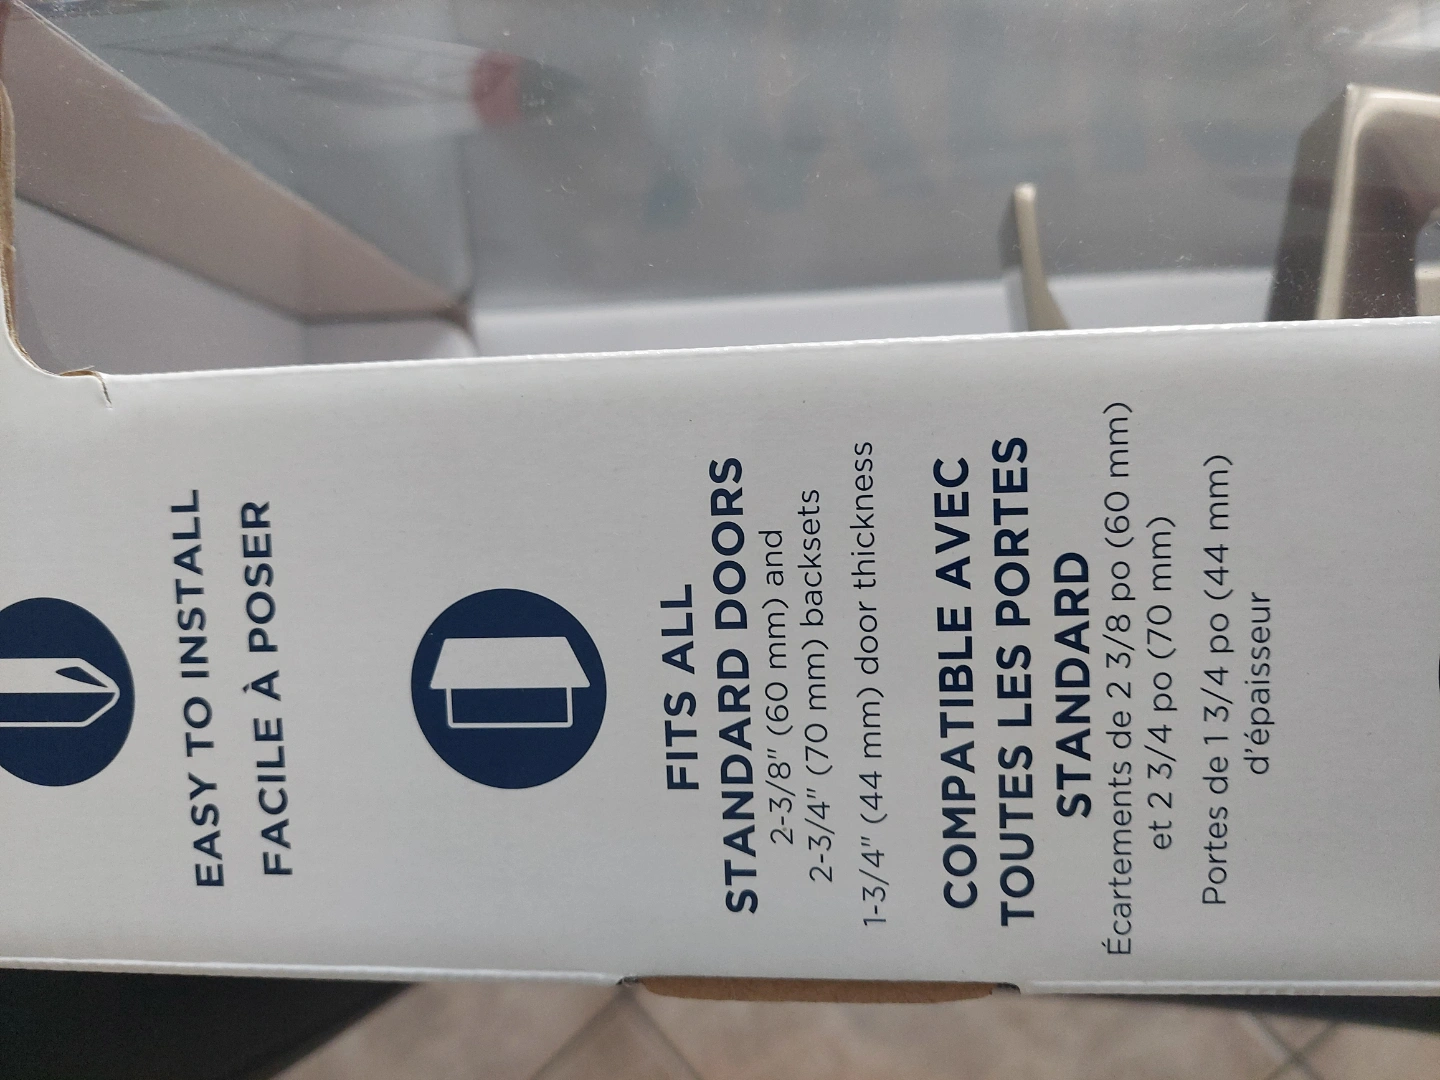 EASY TO INSTALL
FACILE À POSER
FITS ALL
STANDARD DOORS
2-3/8" (60 mm) and
2-3/4" (70 mm) backsets
1-3/4" (44 mm) door thickness
COMPATIBLE AVEC
TOUTES LES PORTES
STANDARD
Écartements de 2 3/8 po (60 mm)
et 2 3/4 po (70 mm)
Portes de 1 3/4 po (44 mm)
d'épaisseur